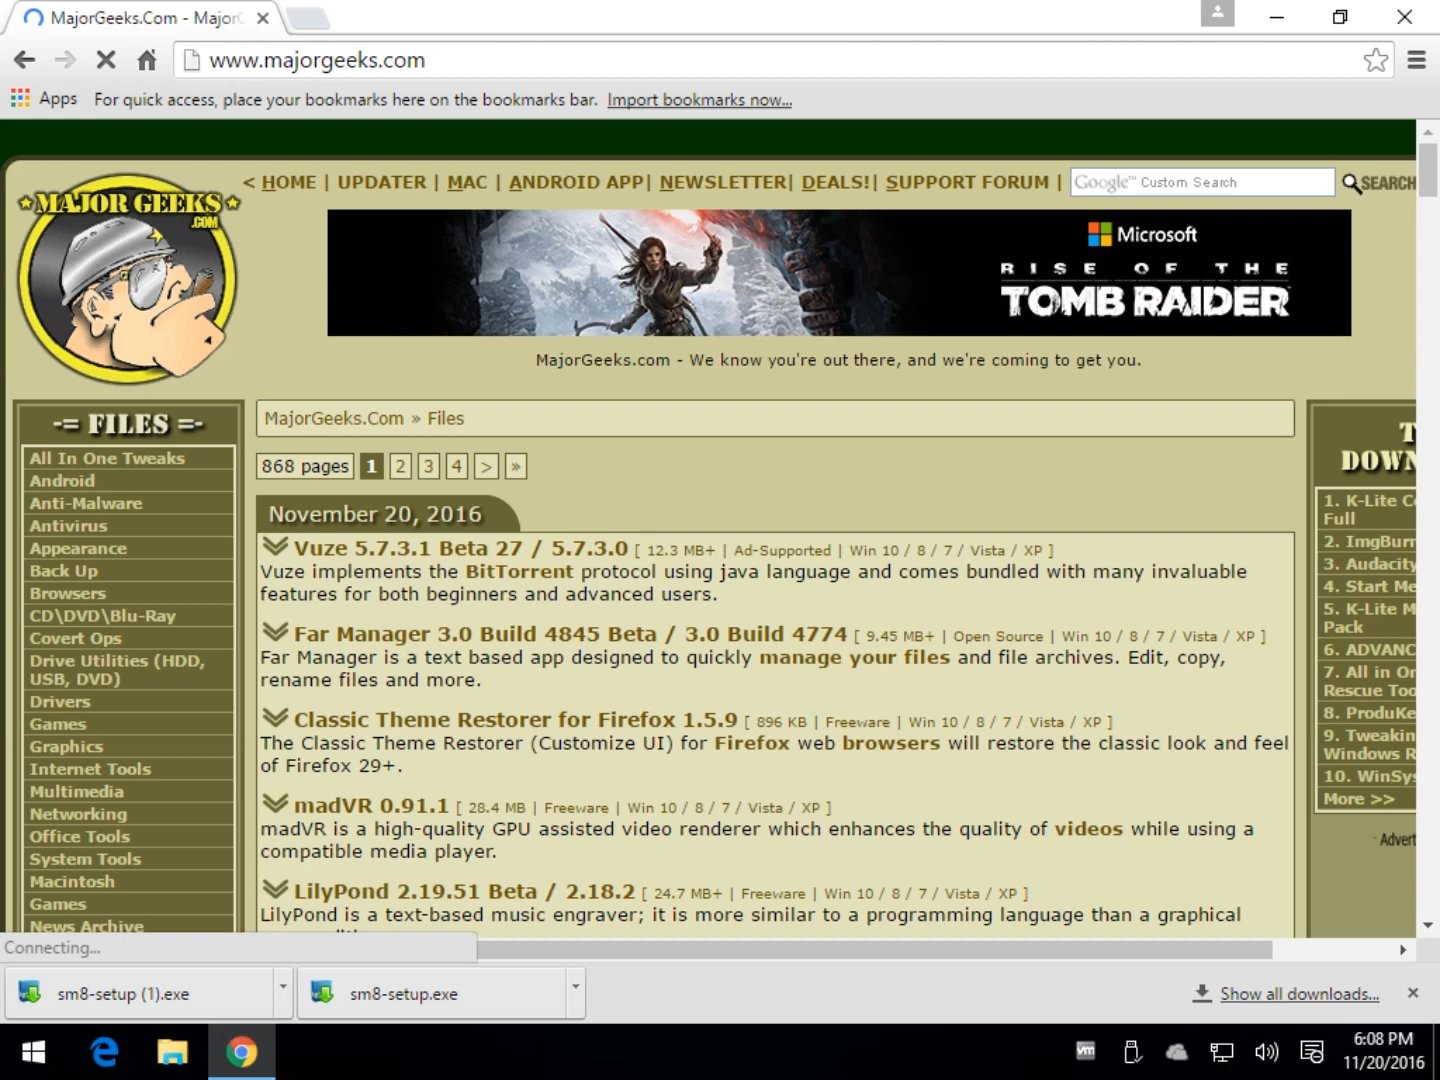 MajorGeeks.Com - Major
www.majorgeeks.com
Apps For quick access, place your bookmarks here on the bookmarks bar. Import bookmarks now...
MAJOR GEEKS
.COM
< HOME | UPDATER | MAC | ANDROID APP| NEWSLETTER| DEALS!| SUPPORT FORUM |
Google™ Custom Search
SEARCH
Microsoft
RISE OF THE
TOMB RAIDER
MajorGeeks.com - We know you're out there, and we're coming to get you.
-= FILES =-
All In One Tweaks
Android
Anti-Malware
Antivirus
Appearance
Back Up
Browsers
CD\DVD\Blu-Ray
Covert Ops
Drive Utilities (HDD,
USB, DVD)
Drivers
Games
Graphics
Internet Tools
Multimedia
Networking
Office Tools
System Tools
Macintosh
Games
News Archive
MajorGeeks.Com » Files
868 pages 1 2 3 4 > »
November 20, 2016
Vuze 5.7.3.1 Beta 27 / 5.7.3.0 [ 12.3 MB+ | Ad-Supported | Win 10 / 8 / 7 / Vista / XP ]
Vuze implements the BitTorrent protocol using java language and comes bundled with many invaluable
features for both beginners and advanced users.
Far Manager 3.0 Build 4845 Beta / 3.0 Build 4774 [ 9.45 MB+ | Open Source | Win 10 / 8 / 7 / Vista / XP ]
Far Manager is a text based app designed to quickly manage your files and file archives. Edit, copy,
rename files and more.
Classic Theme Restorer for Firefox 1.5.9 [ 896 KB | Freeware | Win 10 / 8 / 7 / Vista / XP ]
The Classic Theme Restorer (Customize UI) for Firefox web browsers will restore the classic look and feel
of Firefox 29+.
madVR 0.91.1 [ 28.4 MB | Freeware | Win 10 / 8 / 7 / Vista / XP ]
madVR is a high-quality GPU assisted video renderer which enhances the quality of videos while using a
compatible media player.
LilyPond 2.19.51 Beta / 2.18.2 [ 24.7 MB+ | Freeware | Win 10 / 8 / 7 / Vista / XP ]
LilyPond is a text-based music engraver; it is more similar to a programming language than a graphical
T
DOWN
1. K-Lite Co
Full
2. ImgBurn
3. Audacity
4. Start Me
5. K-Lite M
Pack
6. ADVANC
7. All in On
Rescue Too
8. ProduKe
9. Tweakin
Windows R
10. WinSys
More >>
- Advert
Connecting...
sm8-setup (1).exe
sm8-setup.exe
Show all downloads...
vm
6:08 PM
11/20/2016